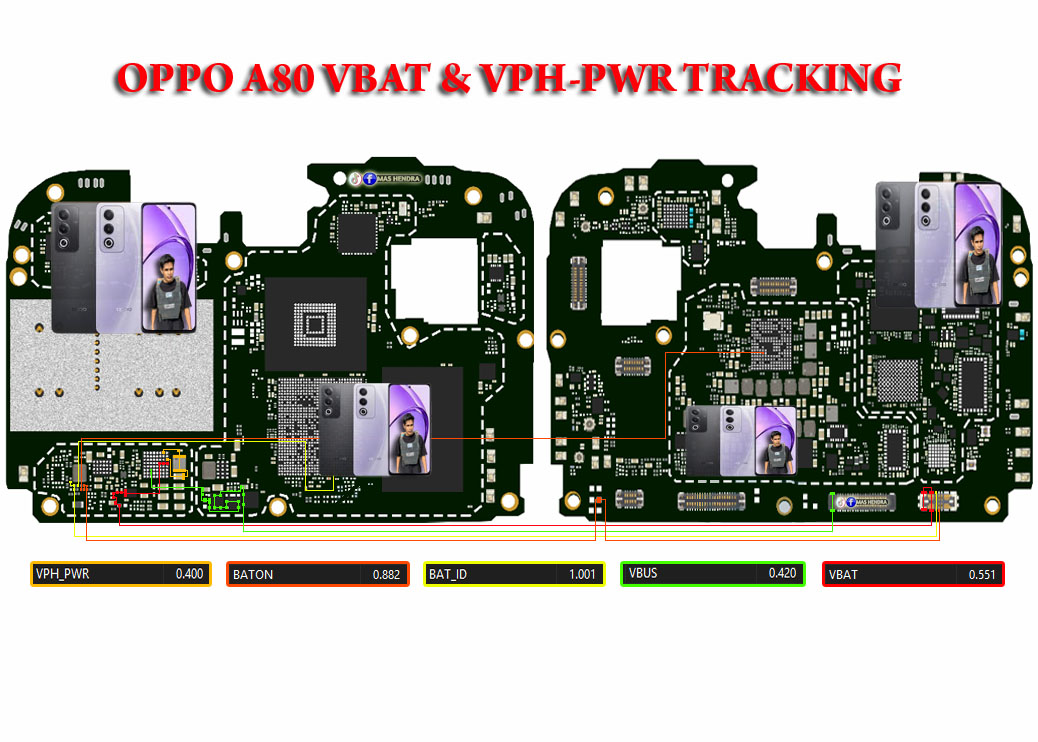 OPPO A80 VBAT & VPH-PWR TRACKING
MAS HENDRA
MAS HENDRA
VPH_PWR 0.400
BATON 0.882
BAT_ID 1.001
VBUS 0.420
VBAT 0.551